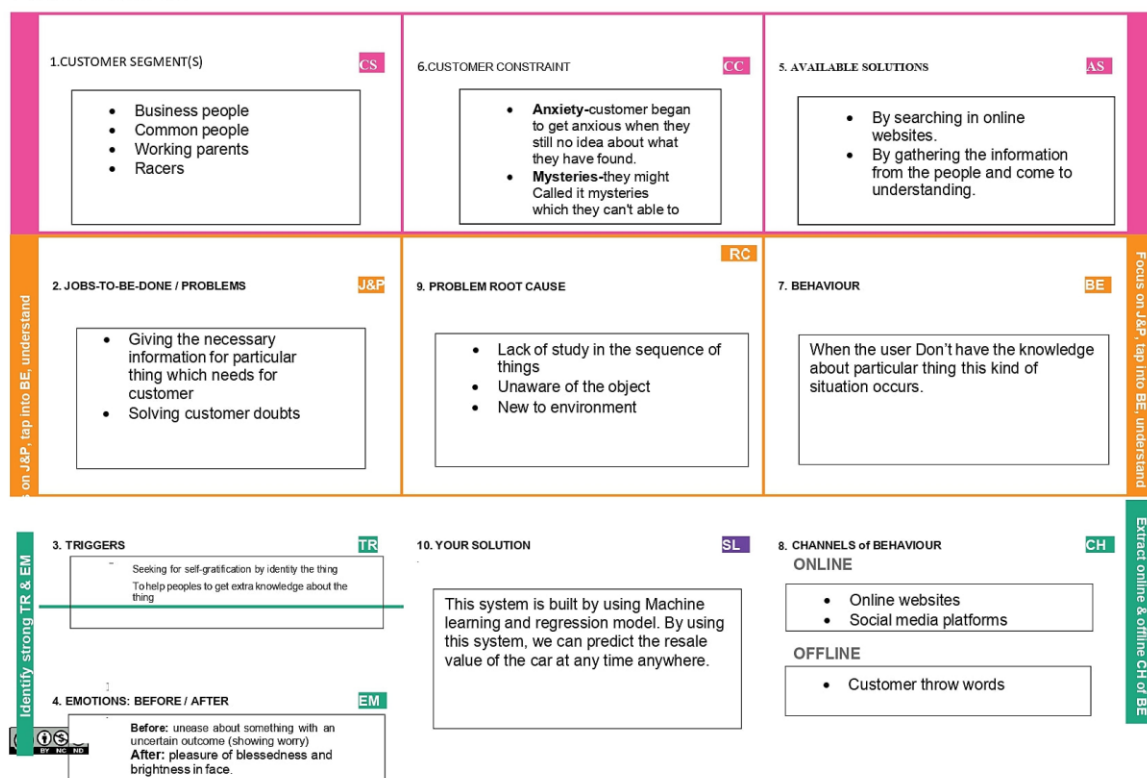 1.CUSTOMER SEGMENT(S)
CS
• Business people
• Common people
• Working parents
• Racers
6.CUSTOMER CONSTRAINT
CC
• Anxiety-customer began
to get anxious when they
still no idea about what
they have found.
• Mysteries-they might
Called it mysteries
which they can't able to
5. AVAILABLE SOLUTIONS
AS
• By searching in online
websites.
• By gathering the information
from the people and come to
understanding.
on J&P, tap into BE, understand
2. JOBS-TO-BE-DONE / PROBLEMS
J&P
• Giving the necessary
information for particular
thing which needs for
customer
• Solving customer doubts
RC
9. PROBLEM ROOT CAUSE
• Lack of study in the sequence of
things
• Unaware of the object
• New to environment
7. BEHAVIOUR
BE
When the user Don't have the knowledge
about particular thing this kind of
situation occurs.
Focus on J&P, tap into BE, understand
Identify strong TR & EM
3. TRIGGERS
TR
Seeking for self-gratification by identity the thing
To help peoples to get extra knowledge about the
thing
4. EMOTIONS: BEFORE / AFTER
EM
Before: unease about something with an
uncertain outcome (showing worry)
After: pleasure of blessedness and
brightness in face.
BY NC ND
10. YOUR SOLUTION
SL
This system is built by using Machine
learning and regression model. By using
this system, we can predict the resale
value of the car at any time anywhere.
8. CHANNELS of BEHAVIOUR
CH
ONLINE
• Online websites
• Social media platforms
OFFLINE
• Customer throw words
Extract online & offline CH of BE